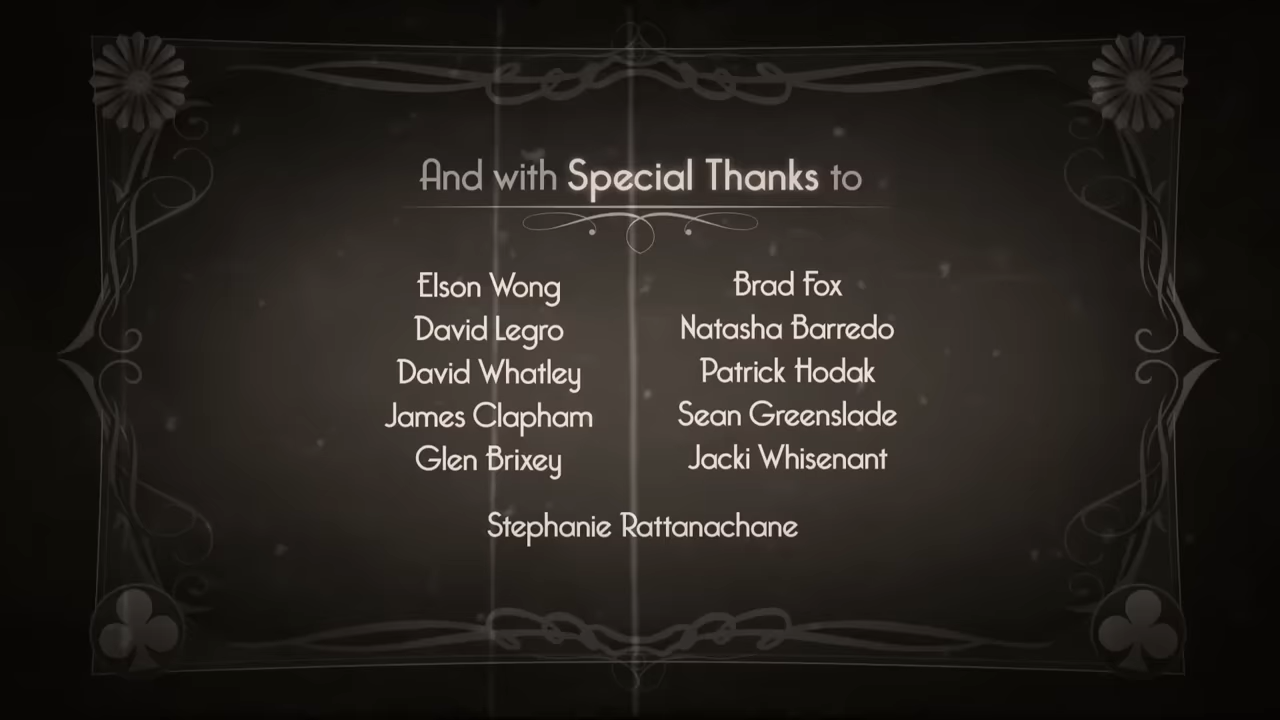 And with Special Thanks to
Elson Wong
David Legro
David Whatley
James Clapham
Glen Brixey
Brad Fox
Natasha Barredo
Patrick Hodak
Sean Greenslade
Jacki Whisenant
Stephanie Rattanachane